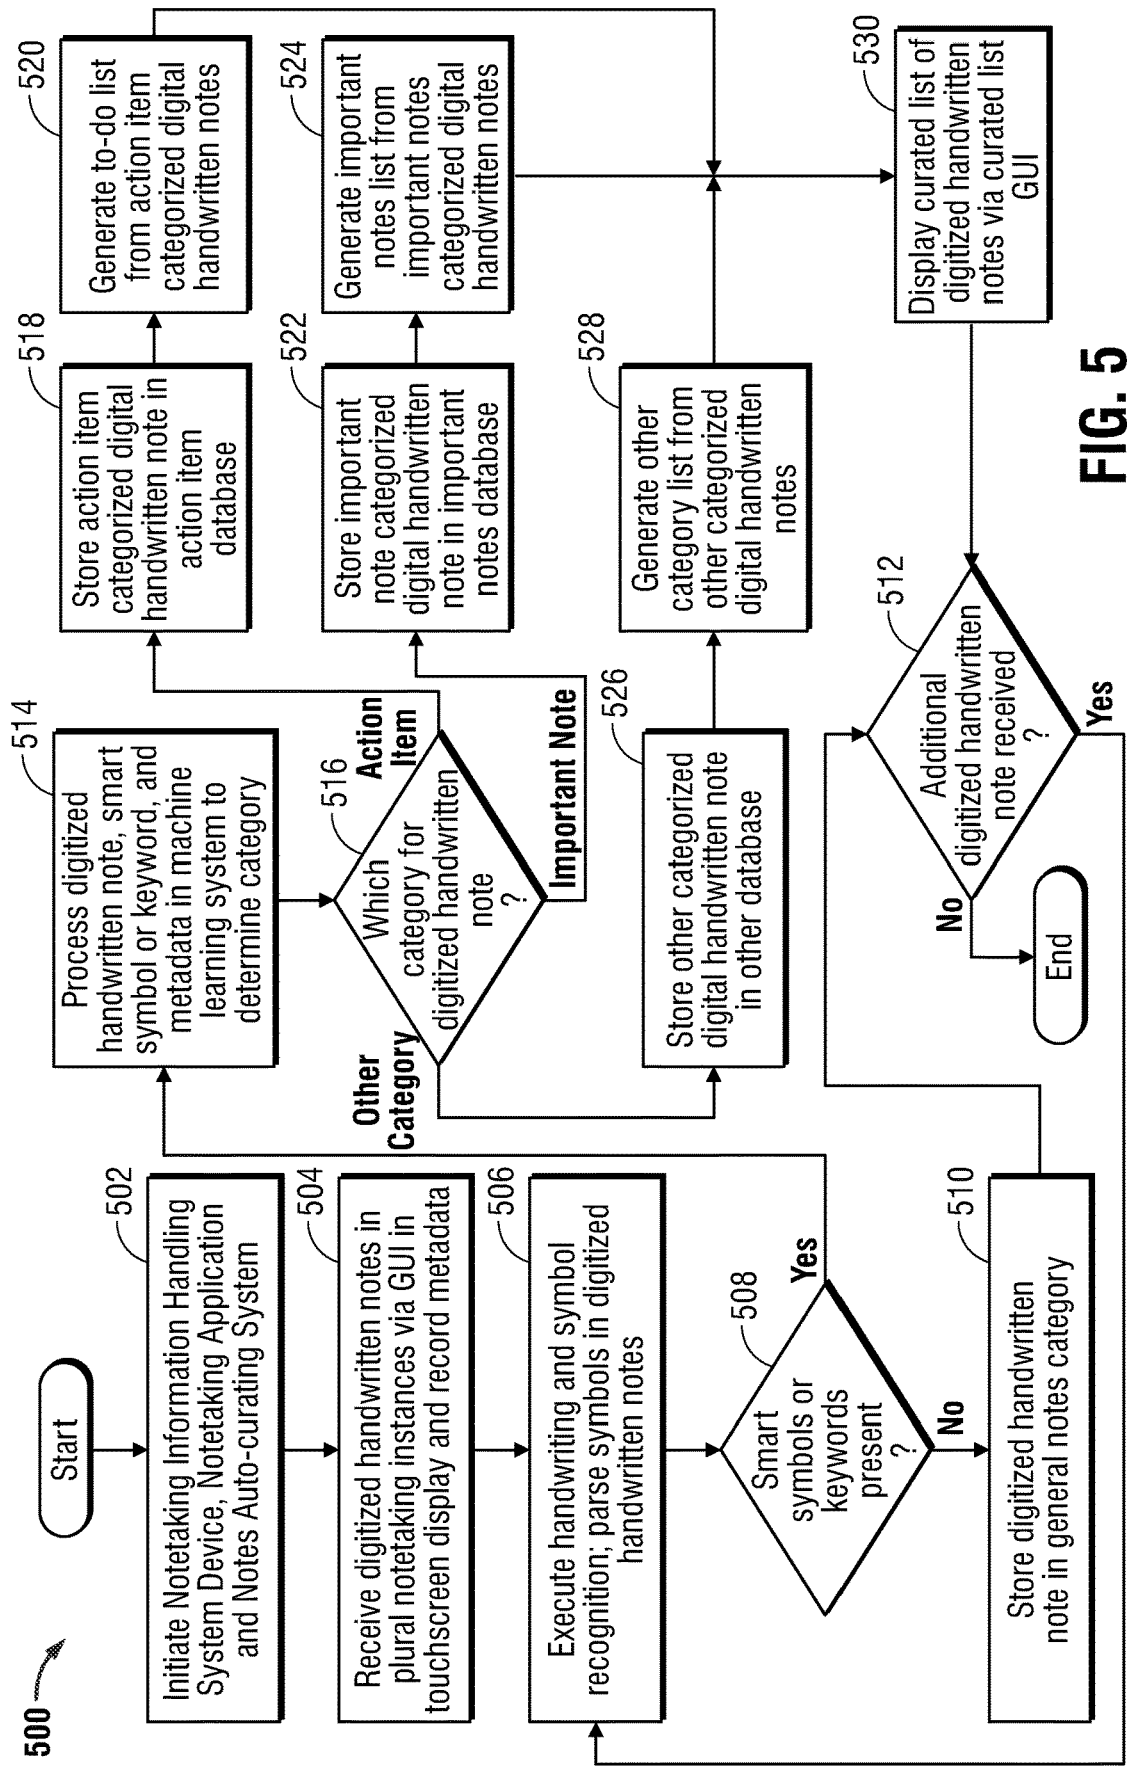 500
Start
502
Initiate Notetaking Information Handling
System Device, Notetaking Application
and Notes Auto-curating System
504
Receive digitized handwritten notes in
plural notetaking instances via GUI in
touchscreen display and record metadata
506
Execute handwriting and symbol
recognition; parse symbols in digitized
handwritten notes
508
Smart
symbols or
keywords
present
?
Yes
No
510
Store digitized handwritten
note in general notes category
514
Process digitized
handwritten note, smart
symbol or keyword, and
metadata in machine
learning system to
determine category
516
Which
category for
digitized handwritten
note
?
Action
Item
Important Note
Other
Category
526
Store other categorized
digital handwritten note
in other database
512
Additional
digitized handwritten
note received
?
No
Yes
End
518
Store action item
categorized digital
handwritten note in
action item
database
522
Store important
note categorized
digital handwritten
note in important
notes database
528
Generate other
category list from
other categorized
digital handwritten
notes
520
Generate to-do list
from action item
categorized digital
handwritten notes
524
Generate important
notes list from
important notes
categorized digital
handwritten notes
530
Display curated list of
digitized handwritten
notes via curated list
GUI
FIG. 5